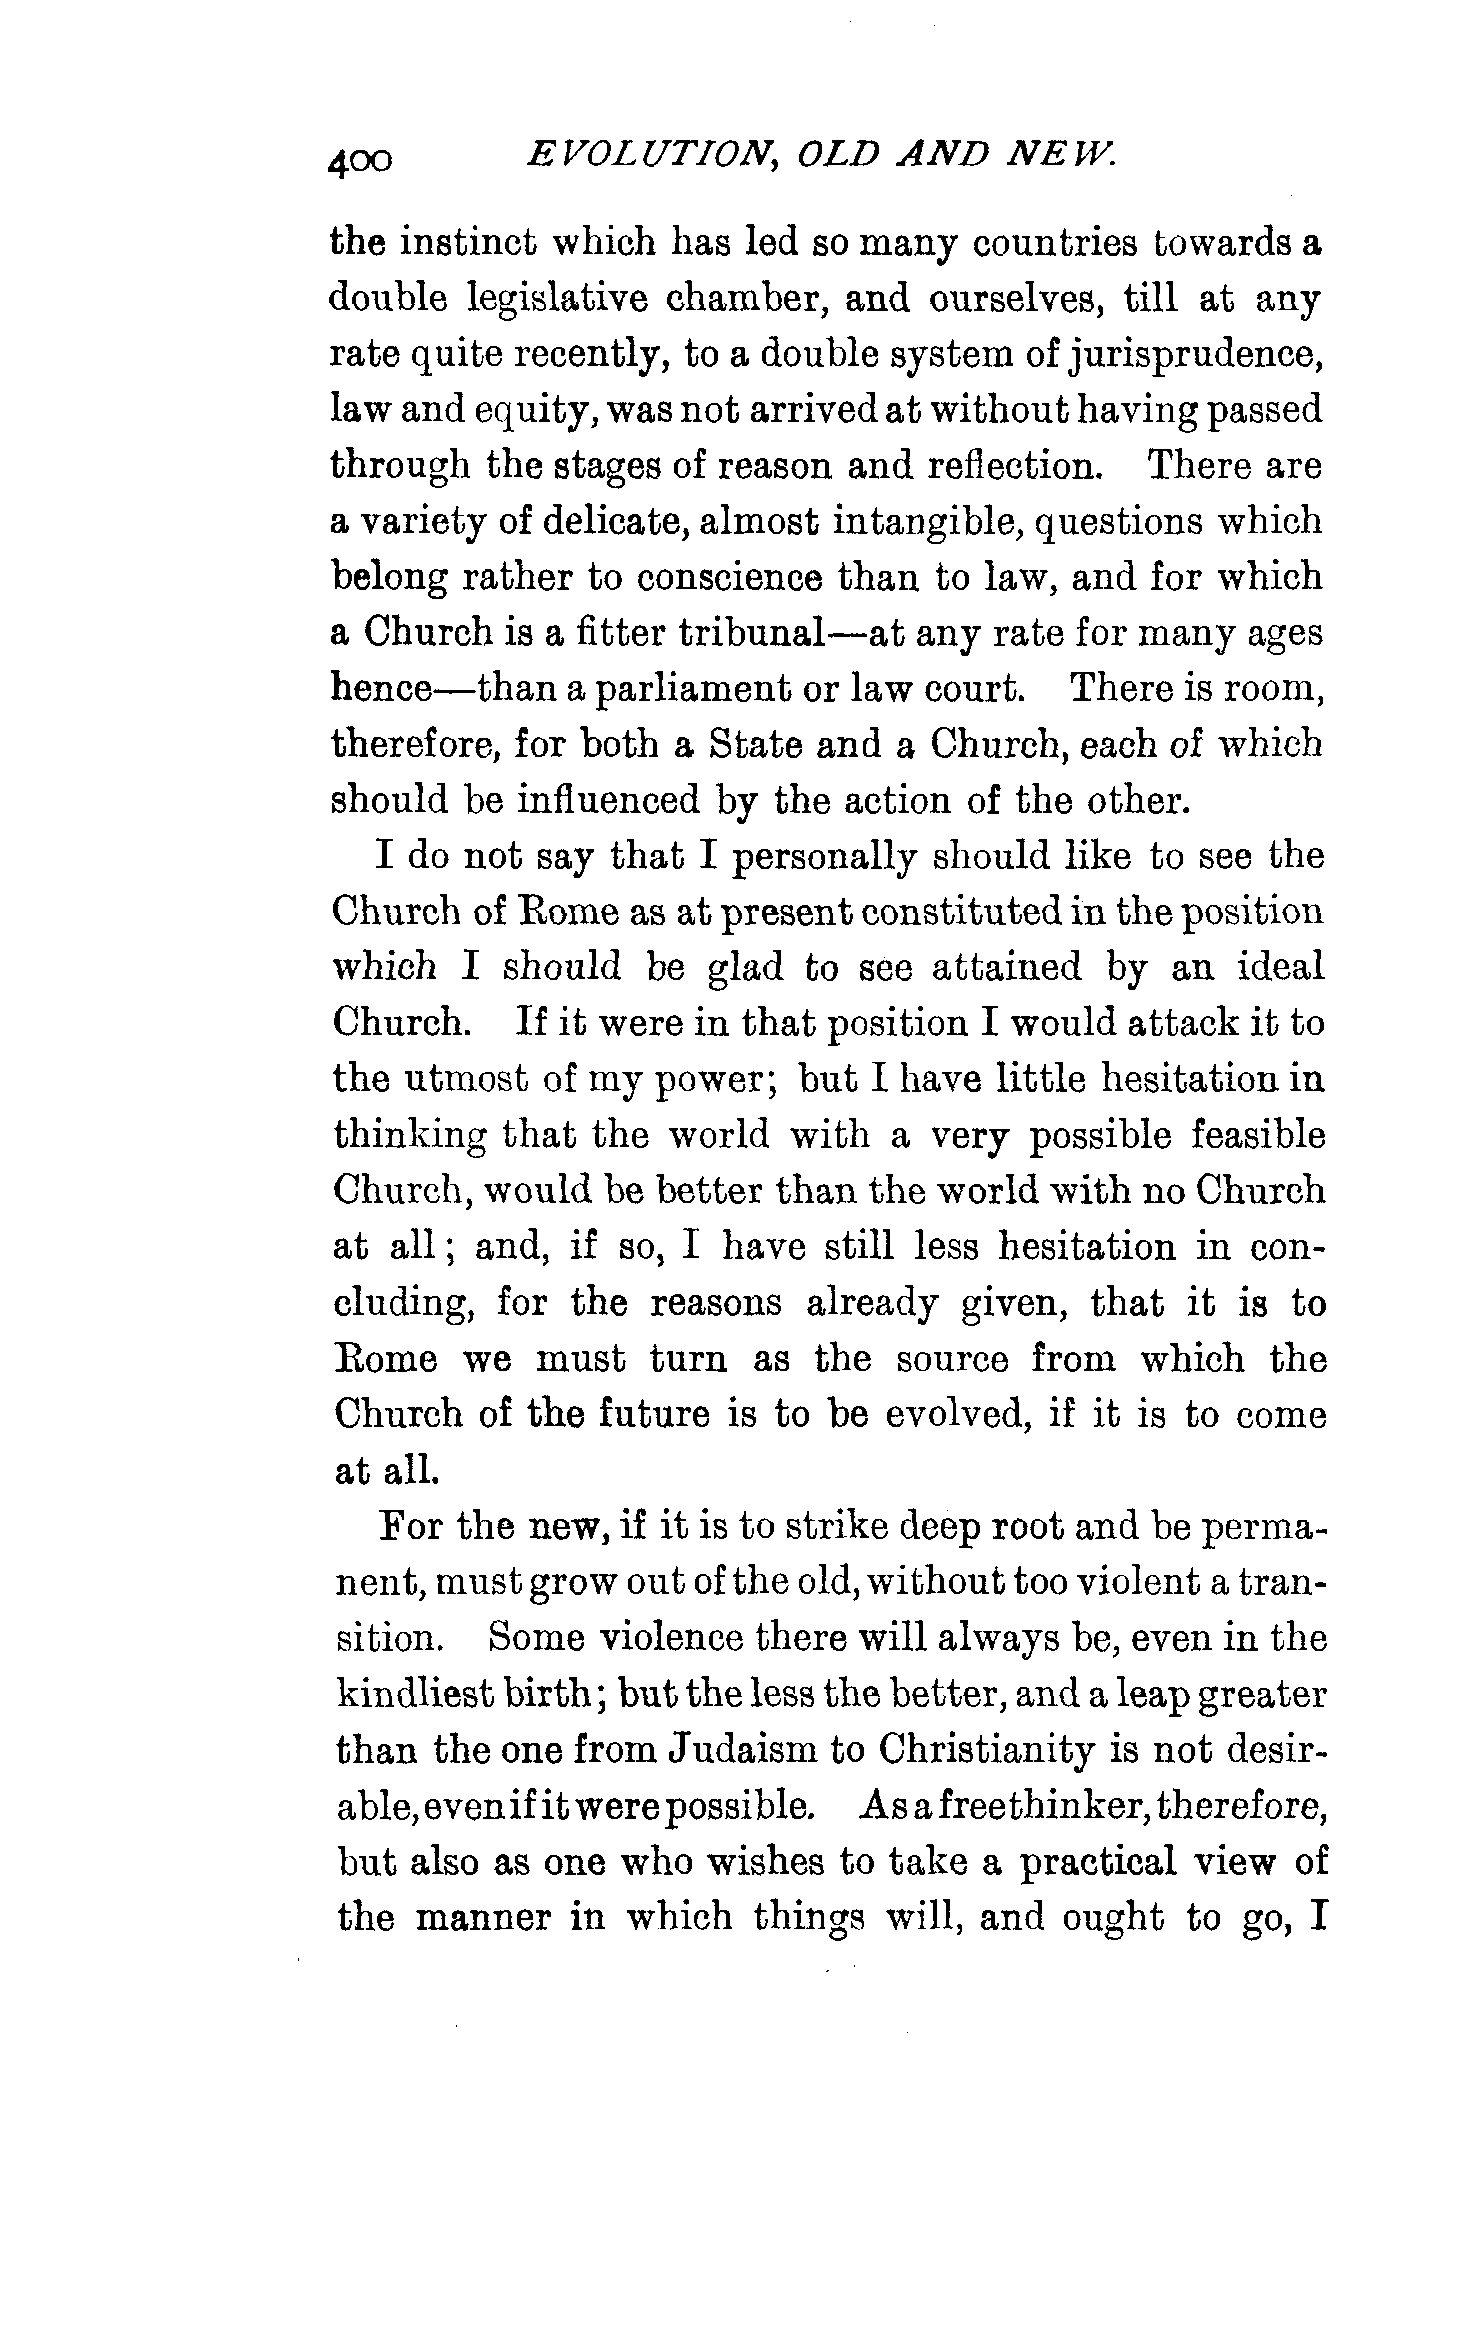 400 EVOLUTION, OLD AND NEW.
the instinct which has led so many countries towards a
double legislative chamber, and ourselves, till at any
rate quite recently, to a double system of jurisprudence,
law and equity, was not arrived at without having passed
through the stages of reason and reflection. There are
a variety of delicate, almost intangible, questions which
belong rather to conscience than to law, and for which
a Church is a fitter tribunal—at any rate for many ages
hence—than a parliament or law court. There is room,
therefore, for both a State and a Church, each of which
should be influenced by the action of the other.
I do not say that I personally should like to see the
Church of Rome as at present constituted in the position
which I should be glad to see attained by an ideal
Church. If it were in that position I would attack it to
the utmost of my power; but I have little hesitation in
thinking that the world with a very possible feasible
Church, would be better than the world with no Church
at all; and, if so, I have still less hesitation in con-
cluding, for the reasons already given, that it is to
Rome we must turn as the source from which the
Church of the future is to be evolved, if it is to come
at all.
For the new, if it is to strike deep root and be perma-
nent, must grow out of the old, without too violent a tran-
sition. Some violence there will always be, even in the
kindliest birth; but the less the better, and a leap greater
than the one from Judaism to Christianity is not desir-
able, even if it were possible. As a freethinker, therefore,
but also as one who wishes to take a practical view of
the manner in which things will, and ought to go, I